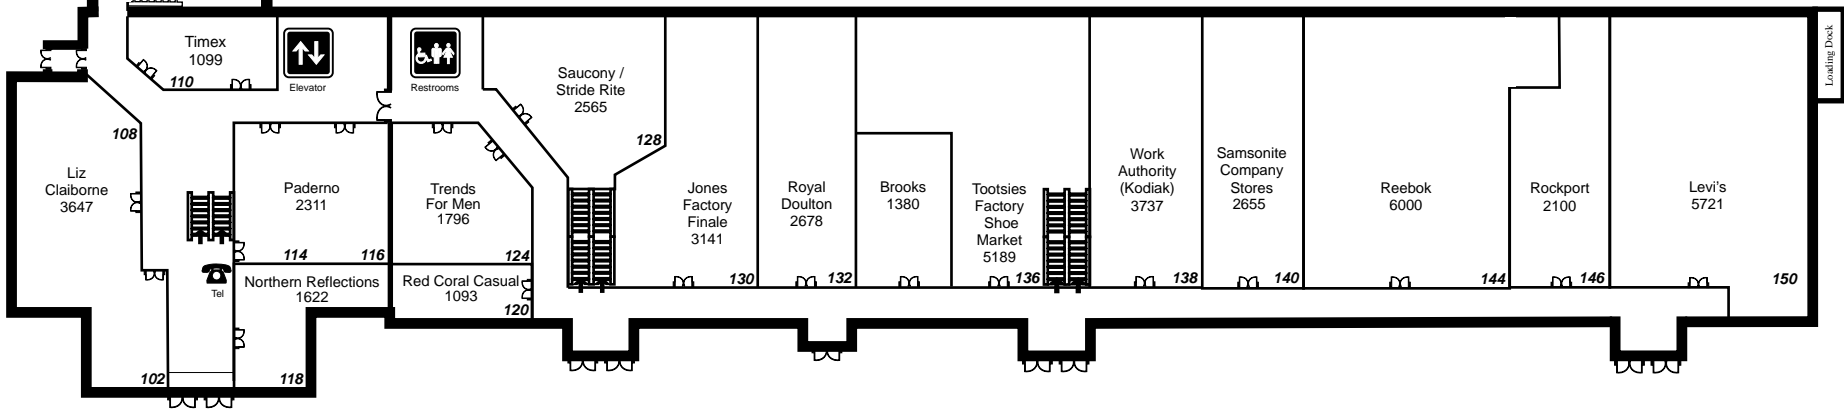 Timex
1099
110
Elevator
Restrooms
Saucony /
Stride Rite
2565
128
Loading Dock
108
Liz
Claiborne
3647
102
Paderno
2311
114
116
Tel
Northern Reflections
1622
118
Trends
For Men
1796
124
Red Coral Casual
1093
120
Jones
Factory
Finale
3141
130
Royal
Doulton
2678
132
Brooks
1380
Tootsies
Factory
Shoe
Market
5189
136
Work
Authority
(Kodiak)
3737
138
Samsonite
Company
Stores
2655
140
Reebok
6000
144
Rockport
2100
146
Levi's
5721
150